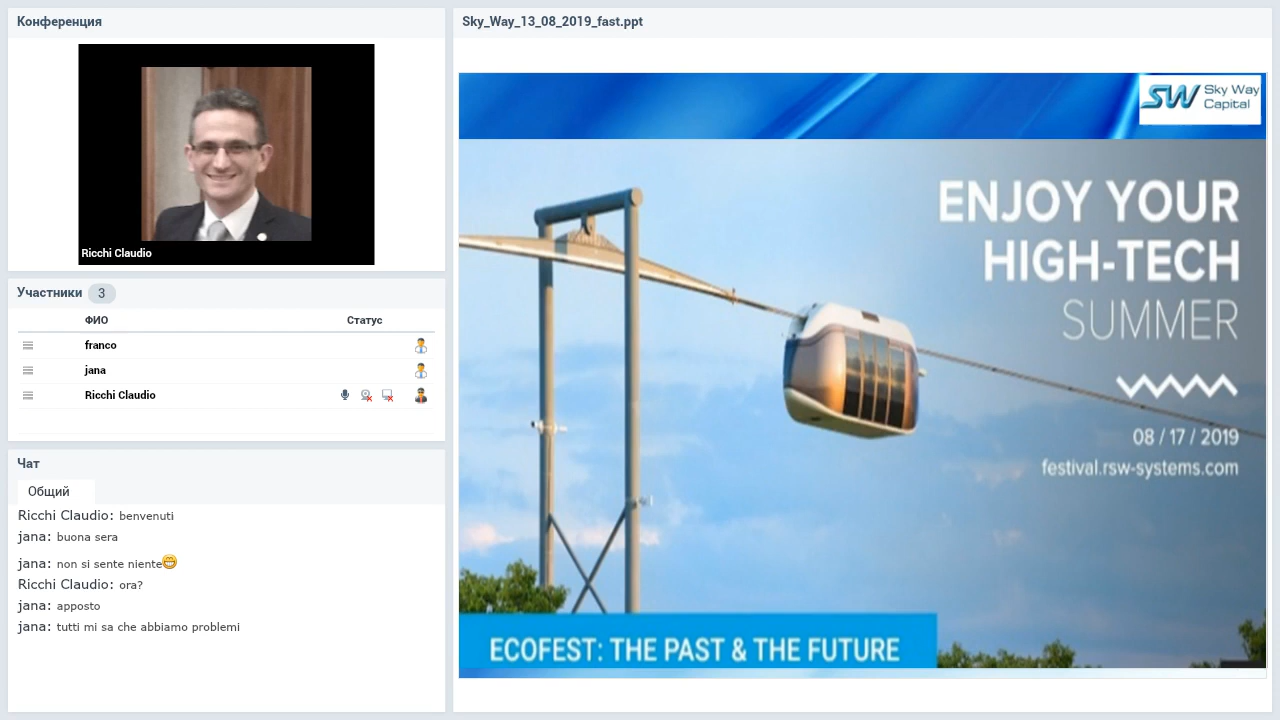 Конференция
Ricchi Claudio
Участники 3
ФИО Статус
franco
jana
Ricchi Claudio
Чат
Общий
Ricchi Claudio: benvenuti
jana: buona sera
jana: non si sente niente
Ricchi Claudio: ora?
jana: apposto
jana: tutti mi sa che abbiamo problemi
Sky_Way_13_08_2019_fast.ppt
SW Sky Way
Capital
ENJOY YOUR
HIGH-TECH
SUMMER
08 / 17 / 2019
festival.rsw-systems.com
ECOFEST: THE PAST & THE FUTURE